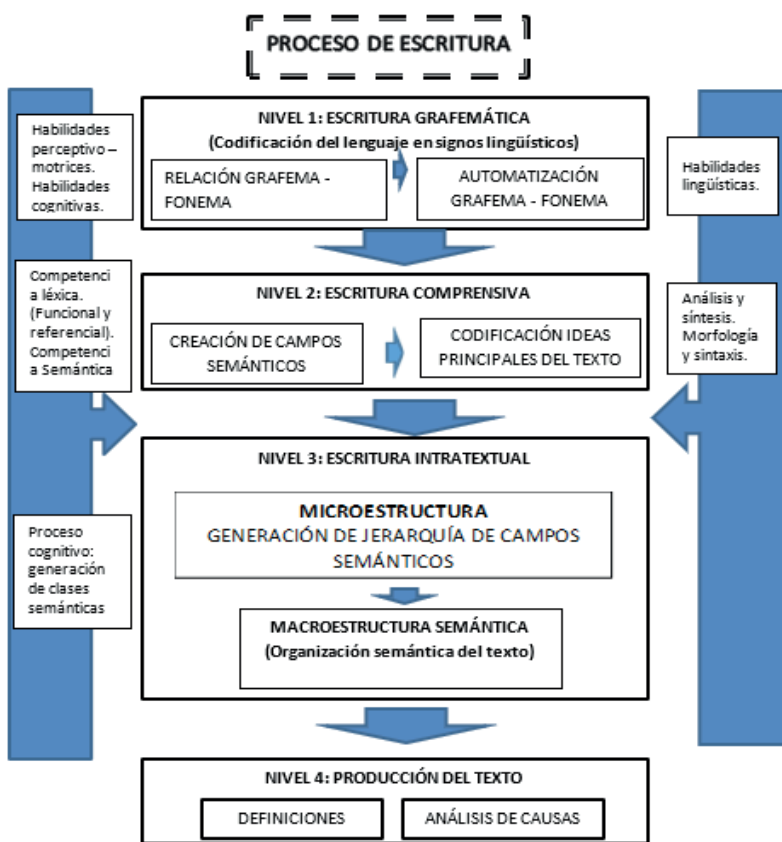 PROCESO DE ESCRITURA
NIVEL 1: ESCRITURA GRAFEMÁTICA
(Codificación del lenguaje en signos lingüísticos)
RELACIÓN GRAFEMA -
FONEMA
AUTOMATIZACIÓN
GRAFEMA - FONEMA
Habilidades
perceptivo –
motrices.
Habilidades
cognitivas.
Habilidades
lingüísticas.
NIVEL 2: ESCRITURA COMPRENSIVA
CREACIÓN DE CAMPOS
SEMÁNTICOS
CODIFICACIÓN IDEAS
PRINCIPALES DEL TEXTO
Competenci
a léxica.
(Funcional y
referencial).
Competenci
a Semántica
Análisis y
síntesis.
Morfología
y sintaxis.
NIVEL 3: ESCRITURA INTRATEXTUAL
MICROESTRUCTURA
GENERACIÓN DE JERARQUÍA DE CAMPOS
SEMÁNTICOS
MACROESTRUCTURA SEMÁNTICA
(Organización semántica del texto)
Proceso
cognitivo:
generación
de clases
semánticas
NIVEL 4: PRODUCCIÓN DEL TEXTO
DEFINICIONES
ANÁLISIS DE CAUSAS